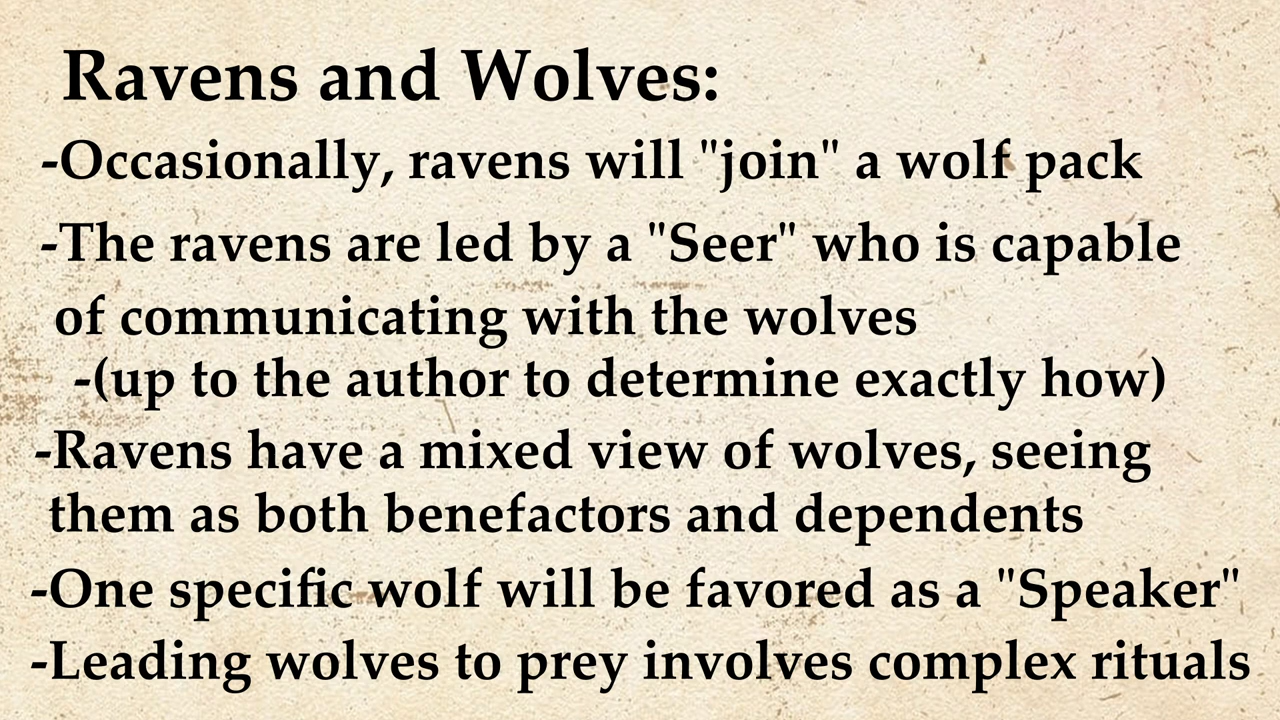 Ravens and Wolves:
-Occasionally, ravens will "join" a wolf pack
-The ravens are led by a "Seer" who is capable
of communicating with the wolves
-(up to the author to determine exactly how)
-Ravens have a mixed view of wolves, seeing
them as both benefactors and dependents
-One specific wolf will be favored as a "Speaker"
-Leading wolves to prey involves complex rituals